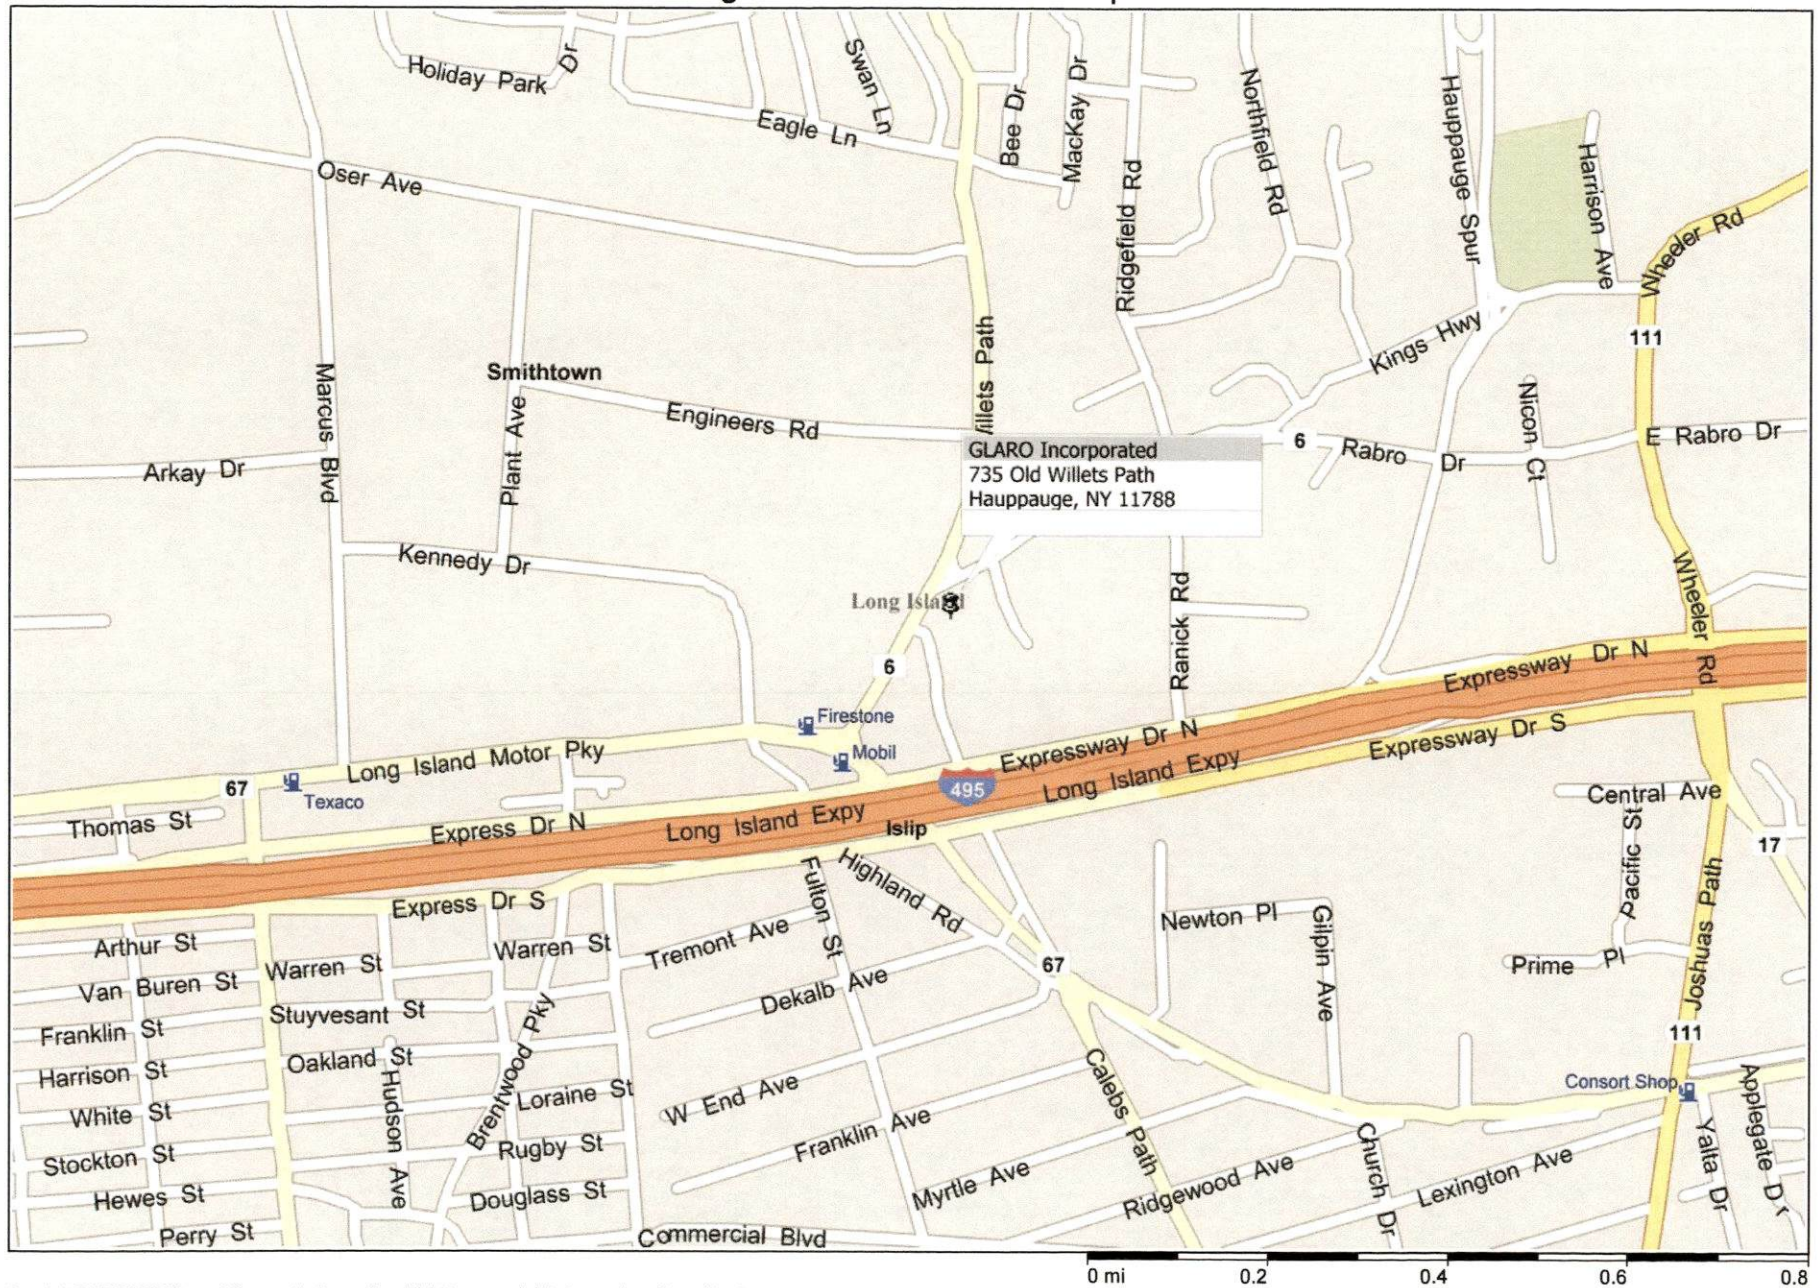 Holiday Park Dr
Swan Ln
Eagle Ln
Bee Dr
MacKay Dr
Ridgefield Rd
Northfield Rd
Hauppauge Spur
Harrison Ave
Wheeler Rd
Oser Ave
111
Kings Hwy
illets Path
Smithtown
Marcus Blvd
Plant Ave
Engineers Rd
Nicon Ct
6
Rabro Dr
E Rabro Dr
Arkay Dr
GLARO Incorporated
735 Old Willets Path
Hauppauge, NY 11788
Kennedy Dr
Long Island
Ranick Rd
Wheeler Rd
6
Expressway Dr N
Firestone
Mobil
Expressway Dr N
Expressway Dr S
Long Island Motor Pky
67
Texaco
495
Long Island Expy
Central Ave
Thomas St
Express Dr N
Long Island Expy
Islip
Pacific St
17
Highland Rd
Fulton St
Express Dr S
Newton Pl
Gilpin Ave
Joshuas Path
Arthur St
Warren St
Warren St
Tremont Ave
67
Prime Pl
Van Buren St
Dekalb Ave
Stuyvesant St
Franklin St
Brentwood Pky
111
Oakland St
Harrison St
Hudson Ave
Loraine St
W End Ave
Calebs Path
Consort Shop
Applegate Dr
White St
Franklin Ave
Yalta Dr
Rugby St
Stockton St
Myrtle Ave
Ridgewood Ave
Church Dr
Lexington Ave
Hewes St
Douglass St
Perry St
Commercial Blvd
0 mi 0.2 0.4 0.6 0.8